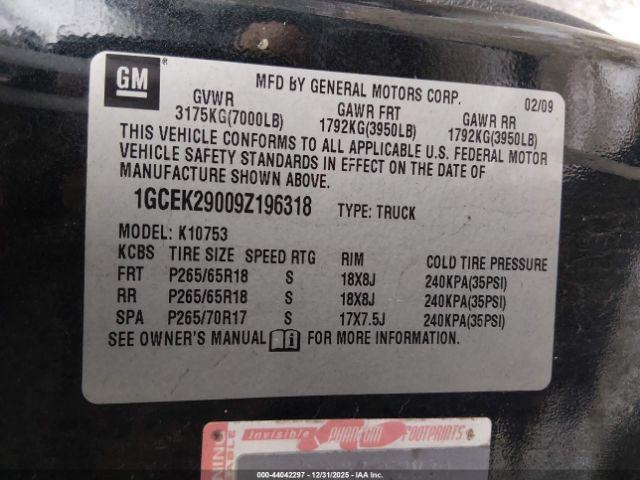 GM
MFD BY GENERAL MOTORS CORP. 02/09
GVWR GAWR FRT GAWR RR
3175KG(7000LB) 1792KG(3950LB) 1792KG(3950LB)
THIS VEHICLE CONFORMS TO ALL APPLICABLE U.S. FEDERAL MOTOR
VEHICLE SAFETY STANDARDS IN EFFECT ON THE DATE OF
MANUFACTURE SHOWN ABOVE.
1GCEK29009Z196318 TYPE: TRUCK
MODEL: K10753
KCBS TIRE SIZE SPEED RTG RIM COLD TIRE PRESSURE
FRT P265/65R18 S 18X8J 240KPA(35PSI)
RR P265/65R18 S 18X8J 240KPA(35PSI)
SPA P265/70R17 S 17X7.5J 240KPA(35PSI)
SEE OWNER'S MANUAL i FOR MORE INFORMATION.
Invisible PHANTOM FOOTPRINTS
000-44042297 - 12/31/2025 - IAA Inc.